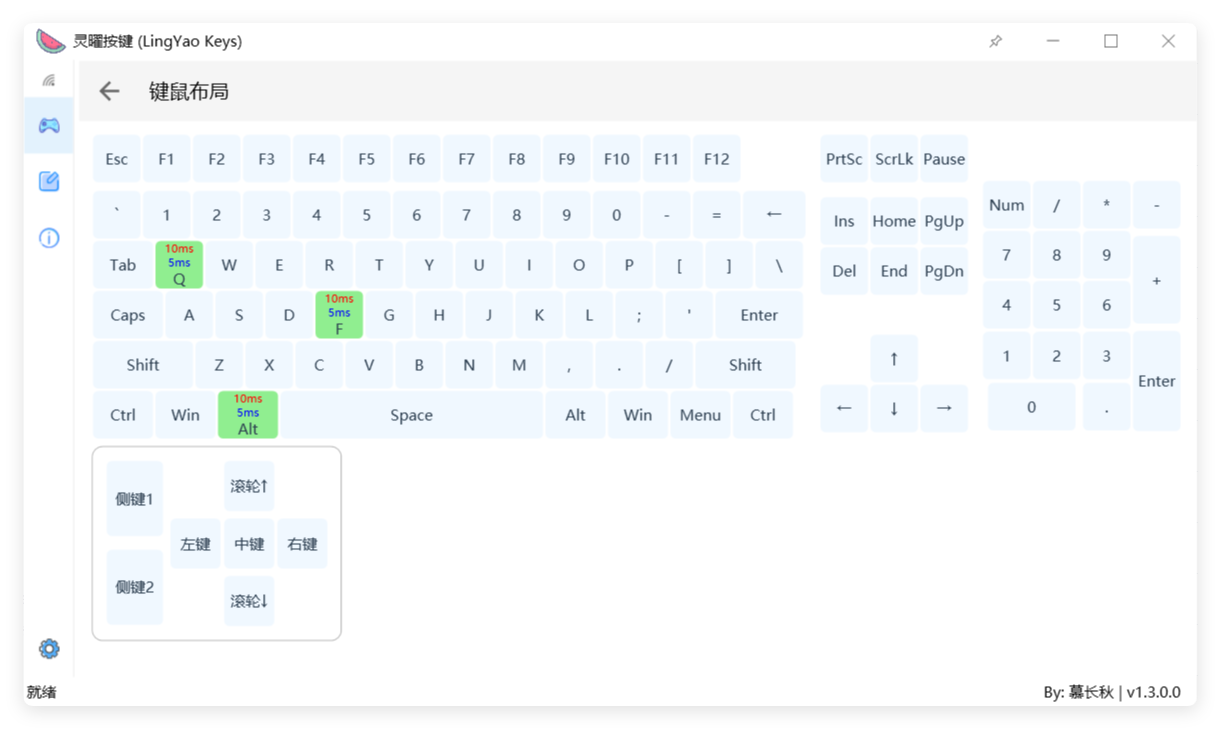 灵曜按键 (LingYao Keys)
键鼠布局
Esc F1 F2 F3 F4 F5 F6 F7 F8 F9 F10 F11 F12 PrtSc ScrLk Pause
` 1 2 3 4 5 6 7 8 9 0 - = ← Ins Home PgUp Num / * -
10ms
5ms
Tab Q W E R T Y U I O P [ ] \ Del End PgDn 7 8 9 +
10ms
5ms
Caps A S D F G H J K L ; ' Enter 4 5 6
Shift Z X C V B N M , . / Shift ↑ 1 2 3 Enter
10ms
5ms
Ctrl Win Alt Space Alt Win Menu Ctrl ← ↓ → 0 .
侧键1 滚轮↑
左键 中键 右键
侧键2 滚轮↓
就绪 By: 慕长秋 | v1.3.0.0